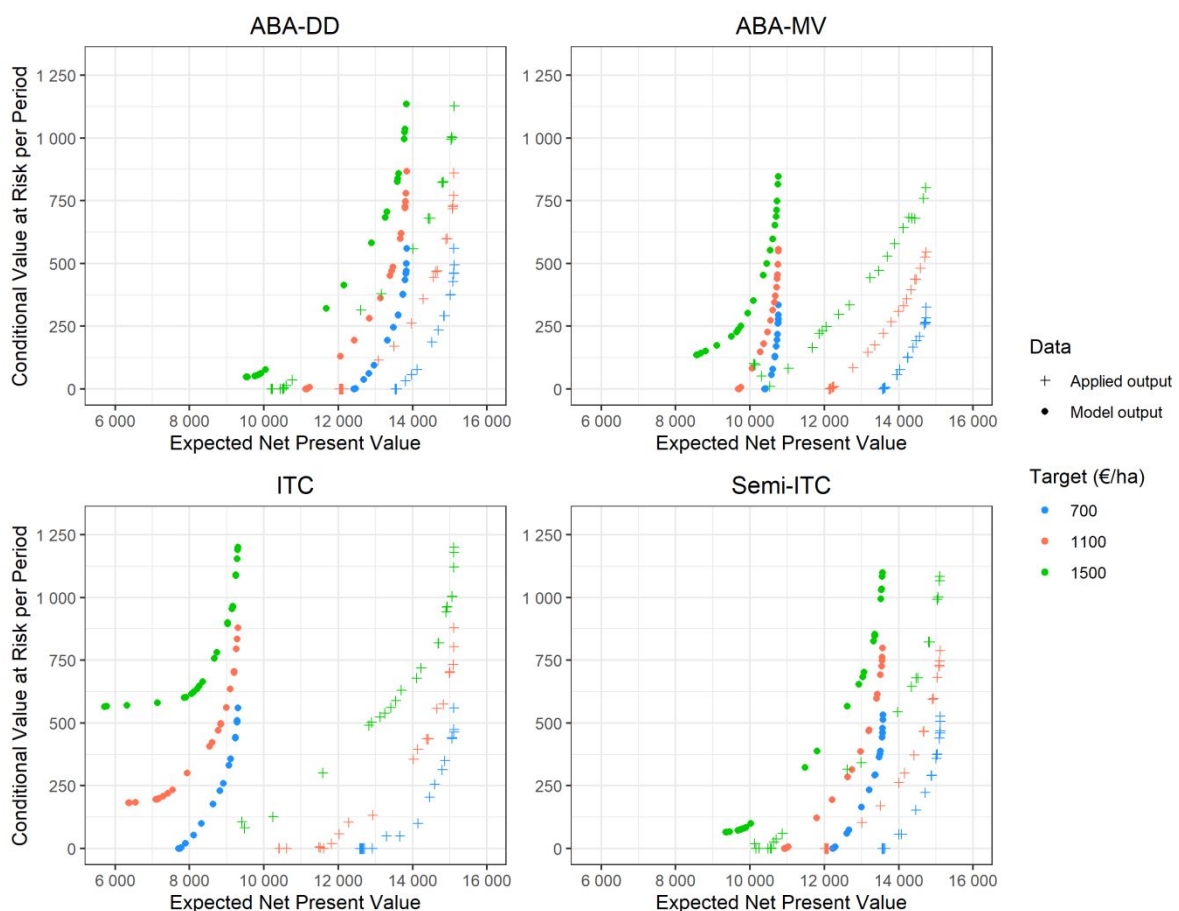 ABA-DD
ABA-MV
1 250
1 000
750
500
250
0
Conditional Value at Risk per Period
6 000 8 000 10 000 12 000 14 000 16 000
Expected Net Present Value
1 250
1 000
750
500
250
0
6 000 8 000 10 000 12 000 14 000 16 000
Expected Net Present Value
ITC
Semi-ITC
1 250
1 000
750
500
250
0
Conditional Value at Risk per Period
6 000 8 000 10 000 12 000 14 000 16 000
Expected Net Present Value
1 250
1 000
750
500
250
0
6 000 8 000 10 000 12 000 14 000 16 000
Expected Net Present Value
Data
Applied output
Model output
Target (€/ha)
700
1100
1500